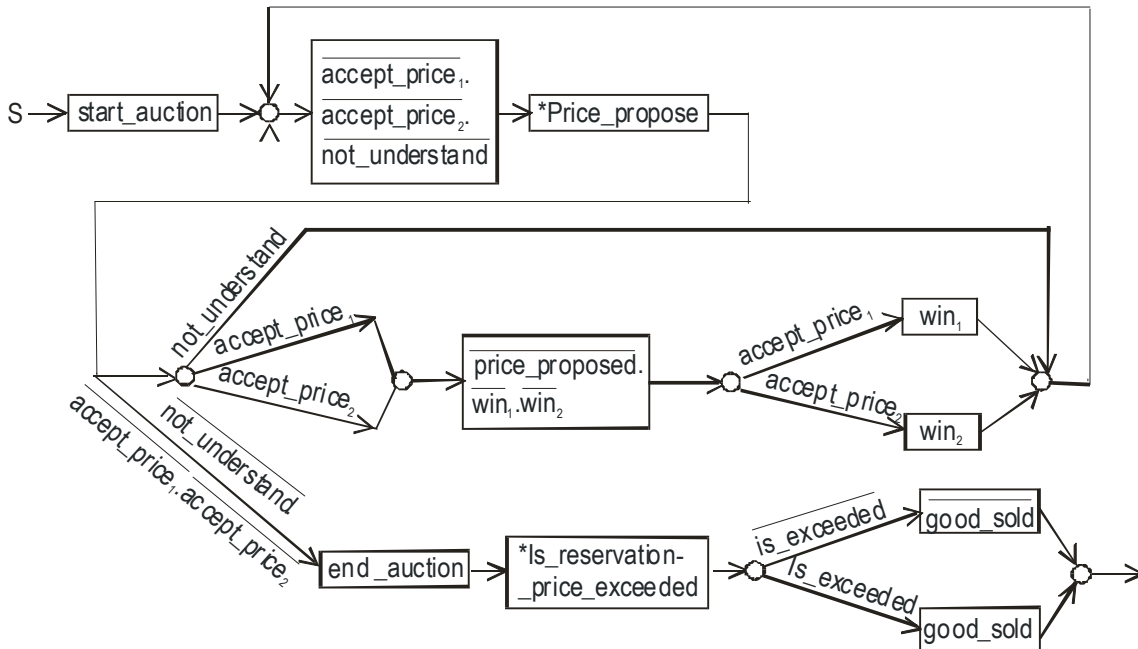 S
start_auction
accept_price₁.
accept_price₂.
not_understand
*Price_propose
not_understand
accept_price₁
accept_price₂
price_proposed.
win₁.win₂
accept_price₁
accept_price₂
win₁
win₂
not_understand.
accept_price₁.accept_price₂
end_auction
*Is_reservation-
_price_exceeded
is_exceeded
Is_exceeded
good_sold
good_sold